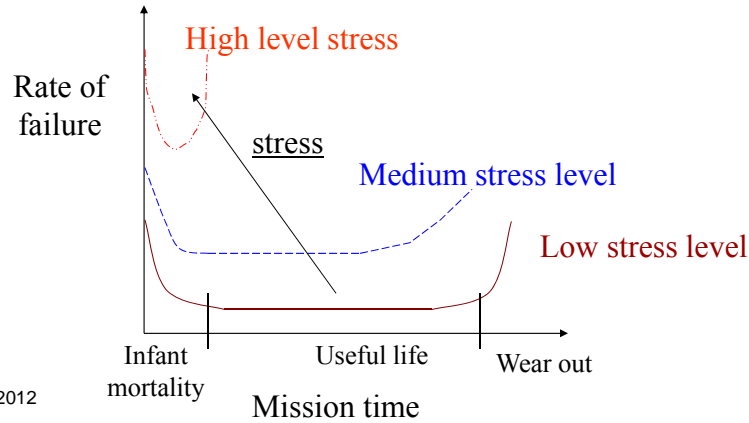 High level stress
Rate of
failure
stress
Medium stress level
Low stress level
Infant
mortality
Useful life
Wear out
2012
Mission time